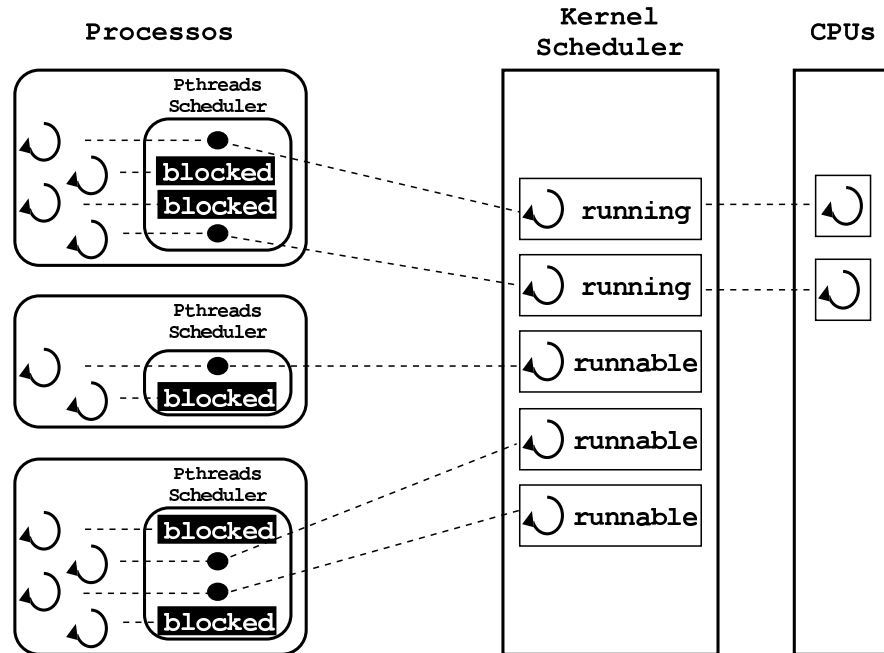 Processos
Kernel
Scheduler
CPUs
Pthreads
Scheduler
blocked
blocked
running
running
Pthreads
Scheduler
blocked
runnable
runnable
runnable
Pthreads
Scheduler
blocked
blocked